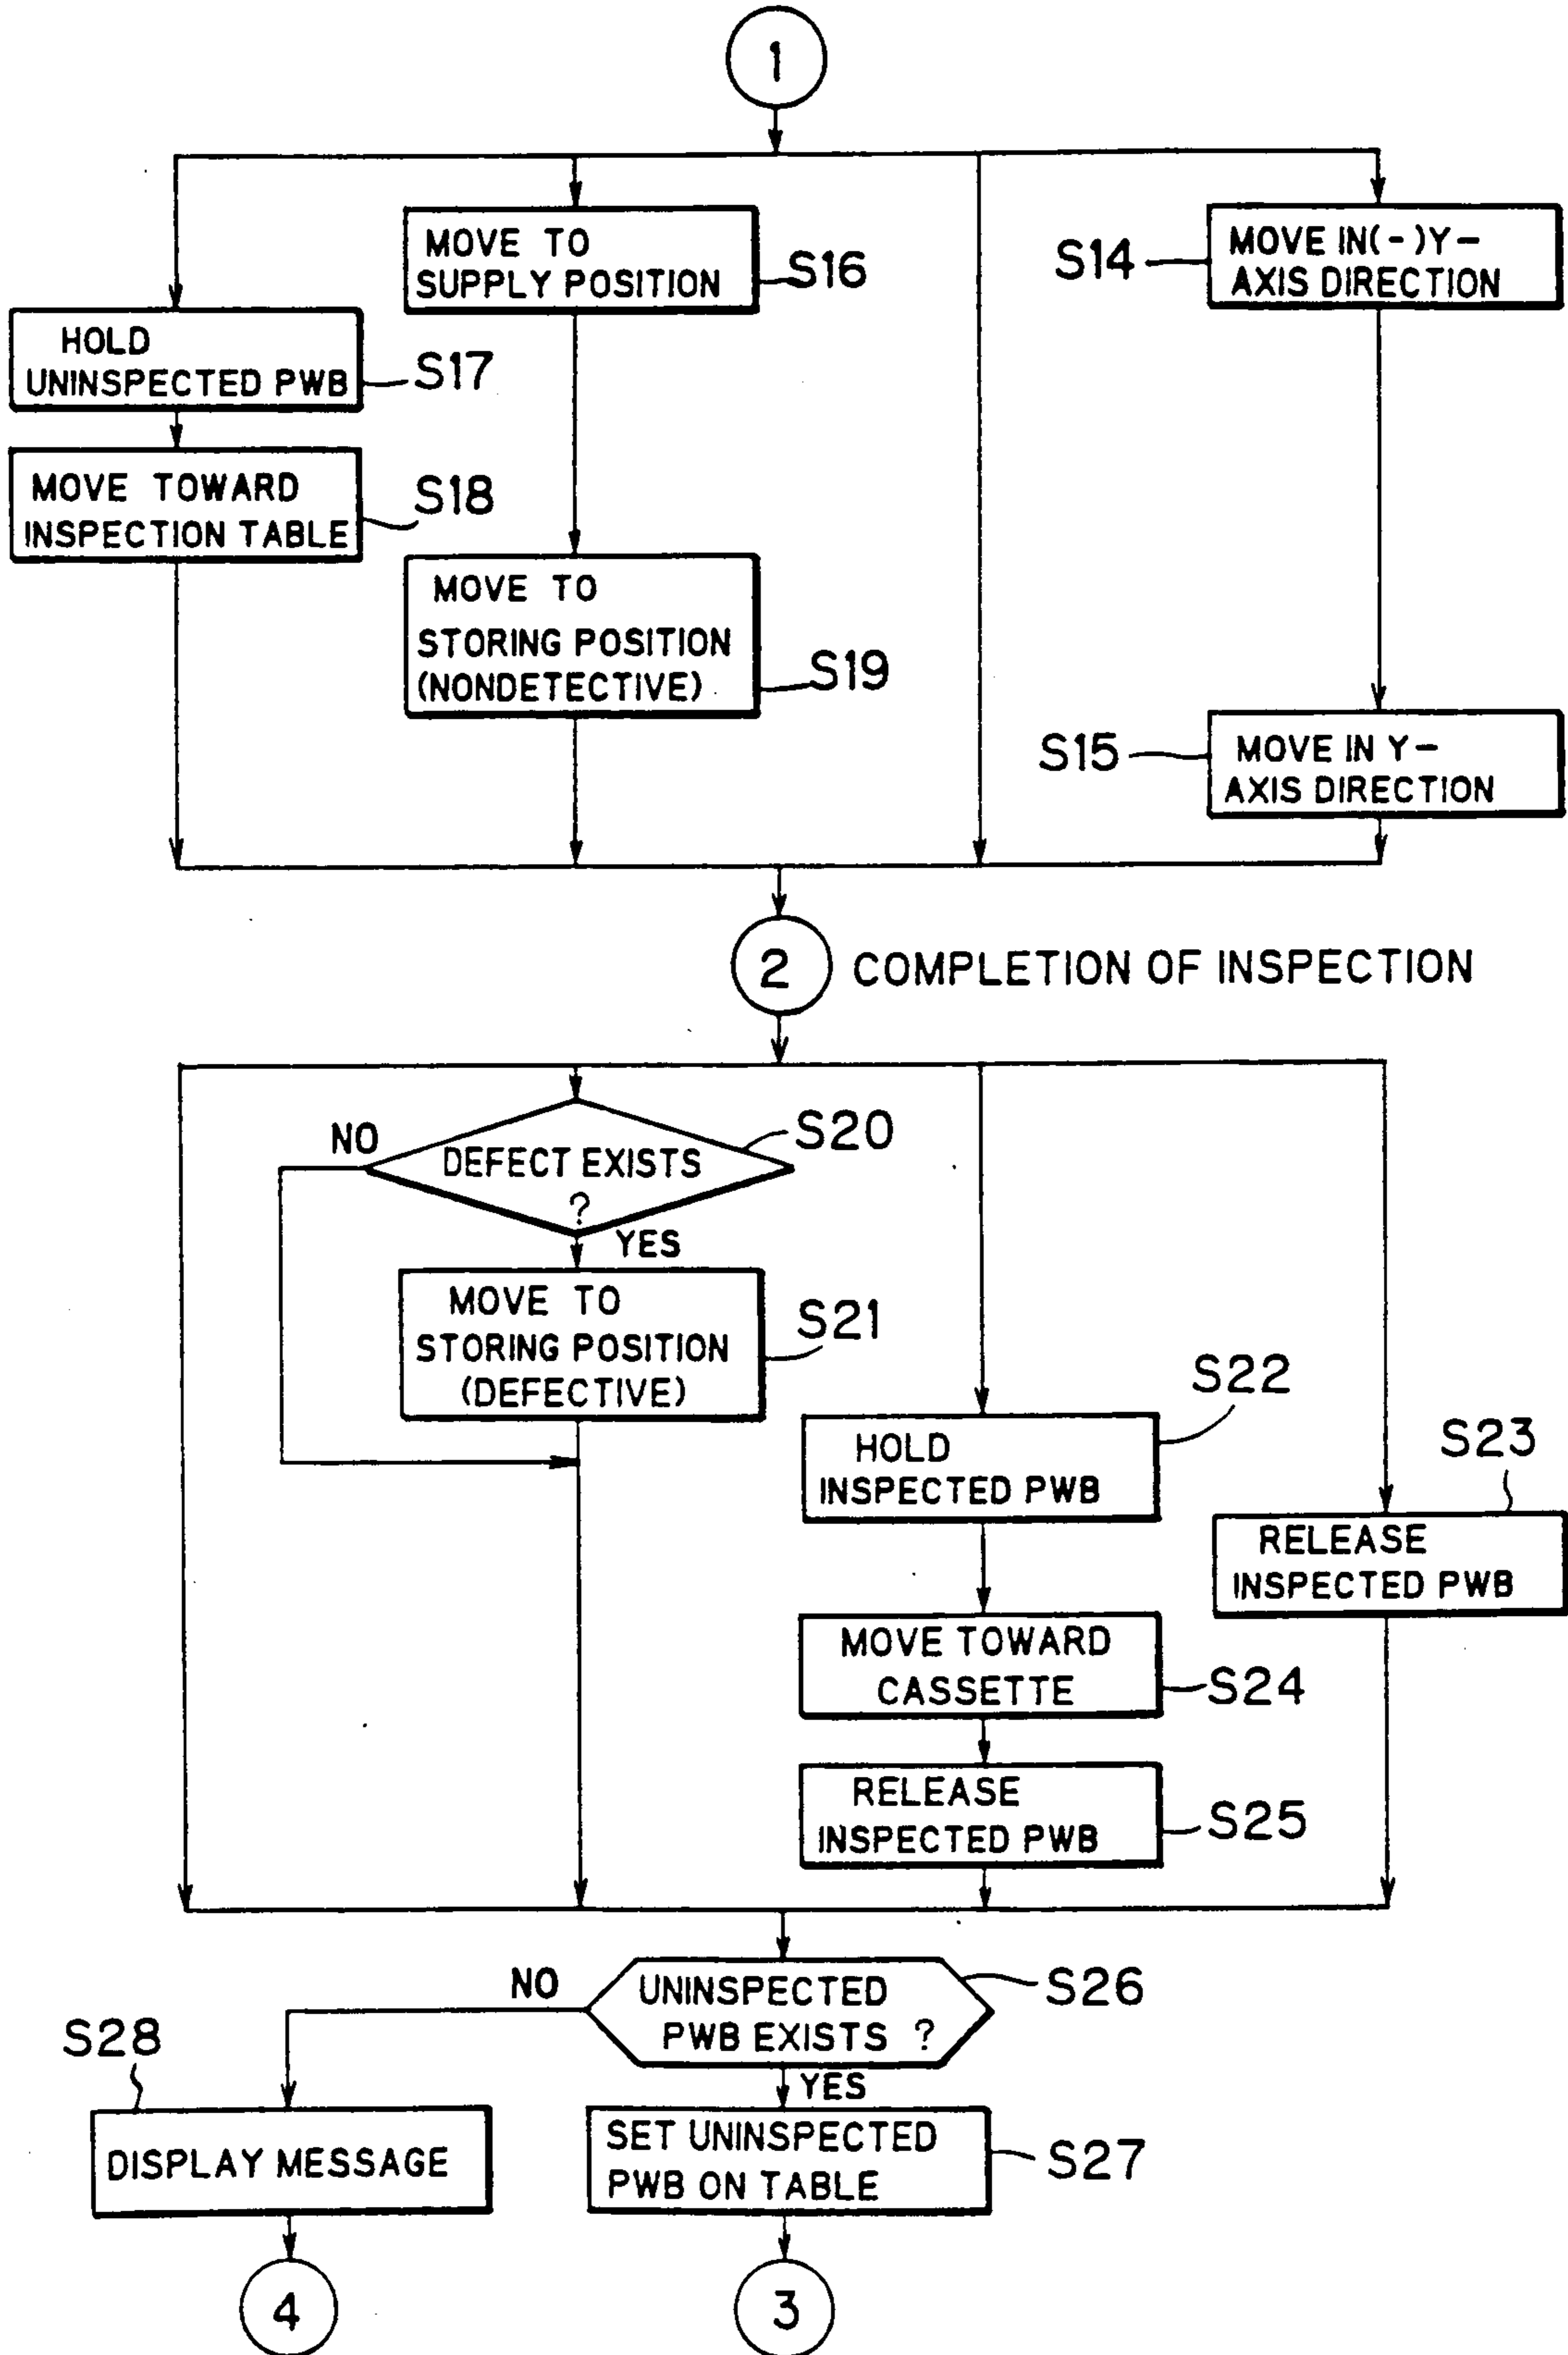 1
MOVE TO
SUPPLY POSITION
S16
S14
MOVE IN(-)Y-
AXIS DIRECTION
HOLD
UNINSPECTED PWB
S17
MOVE TOWARD
INSPECTION TABLE
S18
MOVE TO
STORING POSITION
(NONDETECTIVE)
S19
S15
MOVE IN Y-
AXIS DIRECTION
2
COMPLETION OF INSPECTION
NO
DEFECT EXISTS
?
S20
YES
MOVE TO
STORING POSITION
(DEFECTIVE)
S21
S22
HOLD
INSPECTED PWB
S23
RELEASE
INSPECTED PWB
MOVE TOWARD
CASSETTE
S24
RELEASE
INSPECTED PWB
S25
NO
UNINSPECTED
PWB EXISTS ?
S26
YES
S28
DISPLAY MESSAGE
SET UNINSPECTED
PWB ON TABLE
S27
4
3